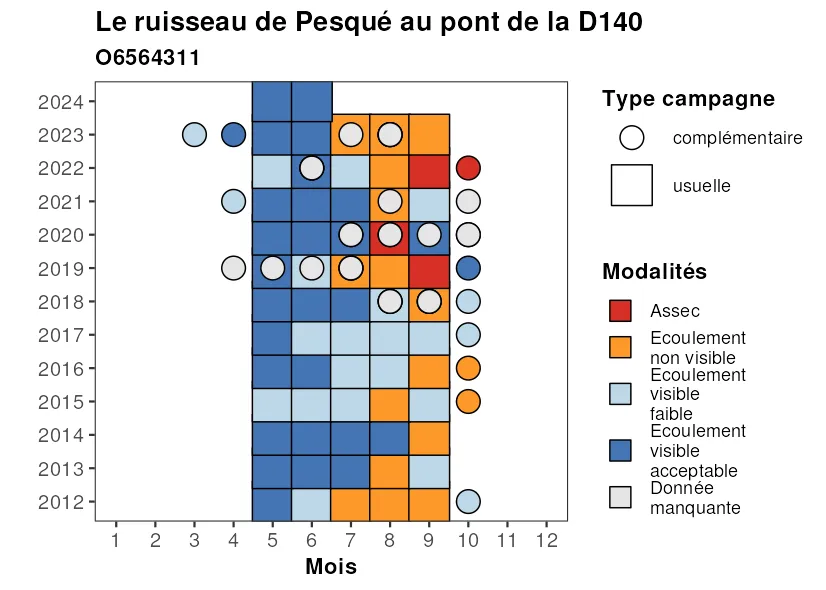 Le ruisseau de Pesqué au pont de la D140
O6564311
2024
2023
2022
2021
2020
2019
2018
2017
2016
2015
2014
2013
2012
1 2 3 4 5 6 7 8 9 10 11 12
Mois
Type campagne
complémentaire
usuelle
Modalités
Assec
Ecoulement
non visible
Ecoulement
visible
faible
Ecoulement
visible
acceptable
Donnée
manquante